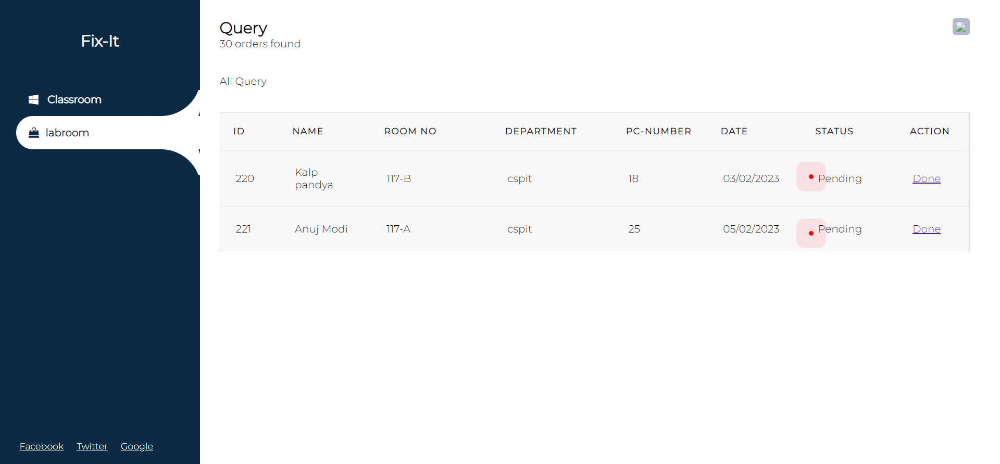 Fix-It
Classroom
labroom
Facebook Twitter Google
Query
30 orders found
All Query
ID NAME ROOM NO DEPARTMENT PC-NUMBER DATE STATUS ACTION
220 Kalp pandya 117-B cspit 18 03/02/2023 Pending Done
221 Anuj Modi 117-A cspit 25 05/02/2023 Pending Done